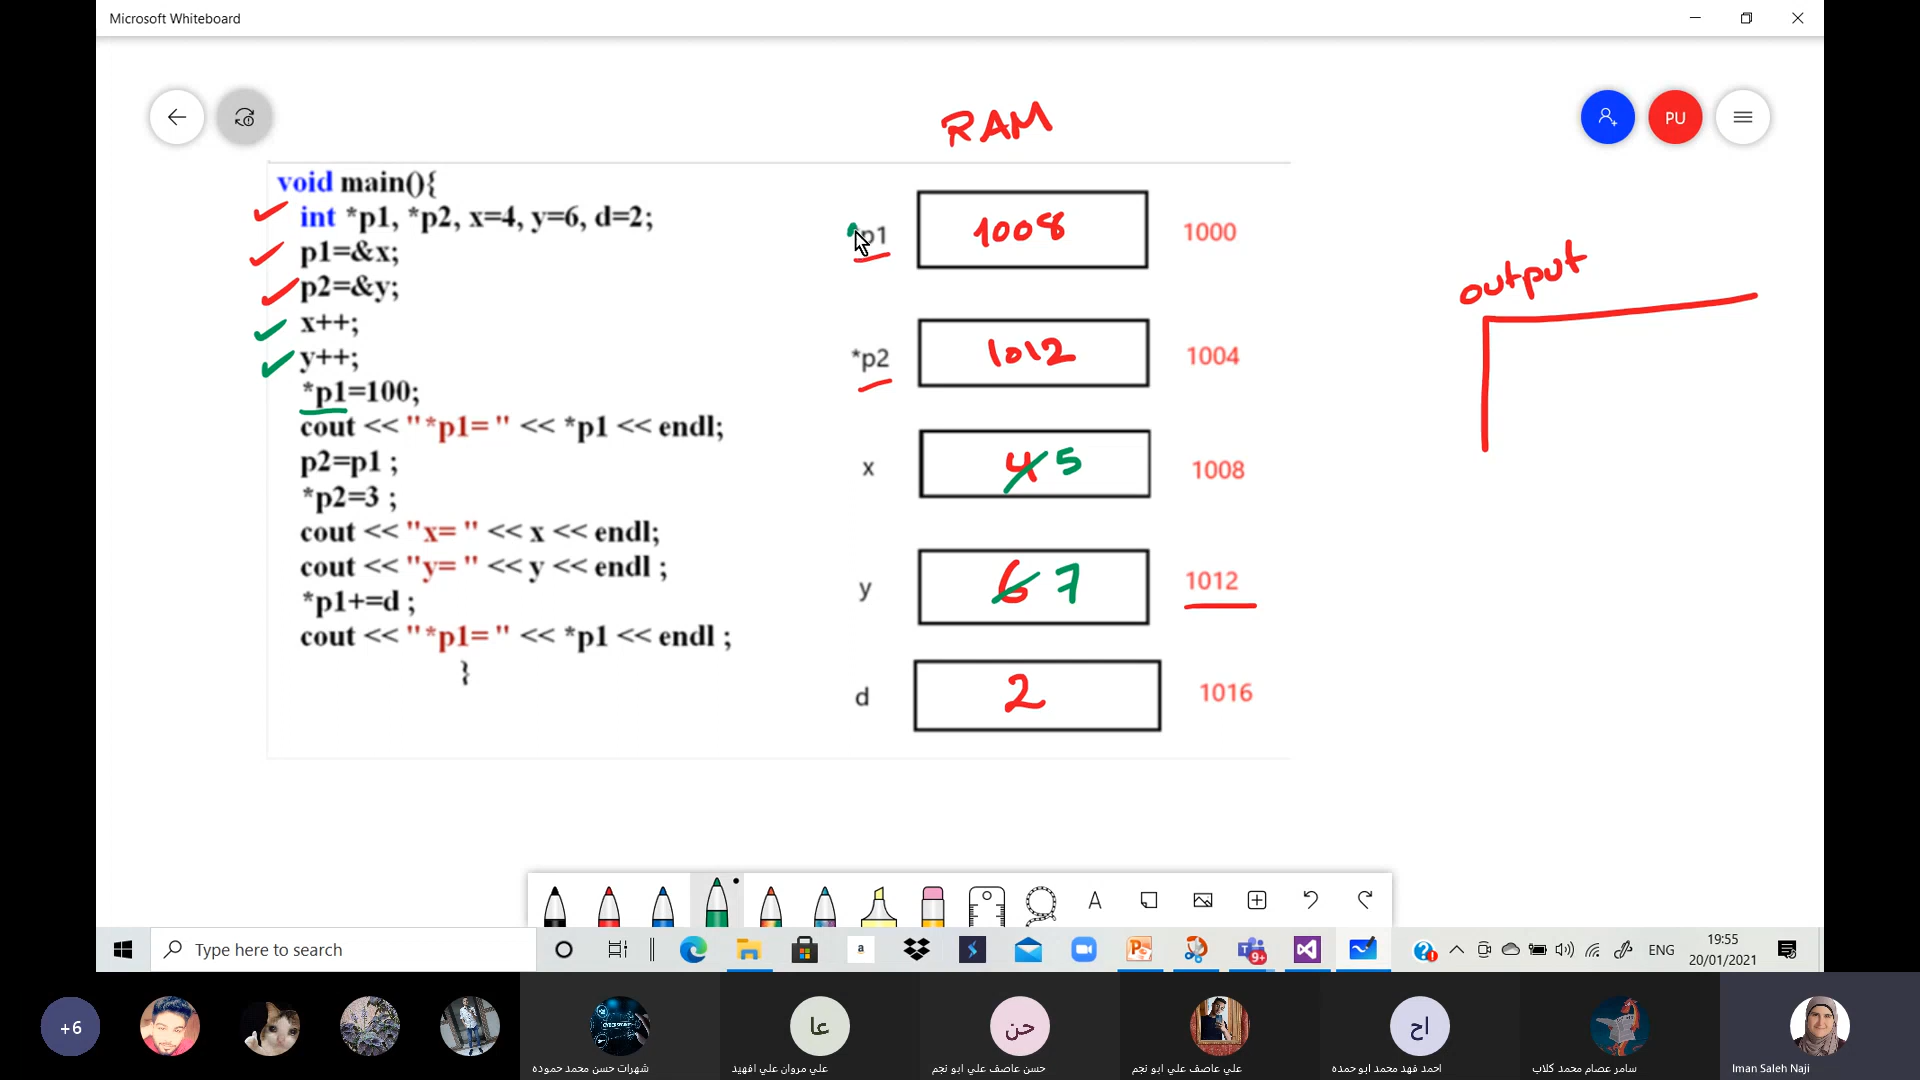 Microsoft Whiteboard
RAM
PU
void main(){
int *p1, *p2, x=4, y=6, d=2;
p1=&x;
p2=&y;
x++;
y++;
*p1=100;
cout << "*p1= " << *p1 << endl;
p2=p1 ;
*p2=3 ;
cout << "x= " << x << endl;
cout << "y= " << y << endl ;
*p1+=d ;
cout << "*p1= " << *p1 << endl ;
}
*p1 1008 1000
*p2 1012 1004
x 4 5 1008
y 6 7 1012
d 2 1016
output
A
Type here to search
a
9+
ENG
19:55
20/01/2021
+6
عا
حن
اح
شهرات حسن محمد حموده
علي مروان علي افهيد
حسن عاصف علي ابو نجم
علي عاصف علي ابو نجم
احمد فهد محمد ابو حمده
سامر عصام محمد كلاب
Iman Saleh Naji